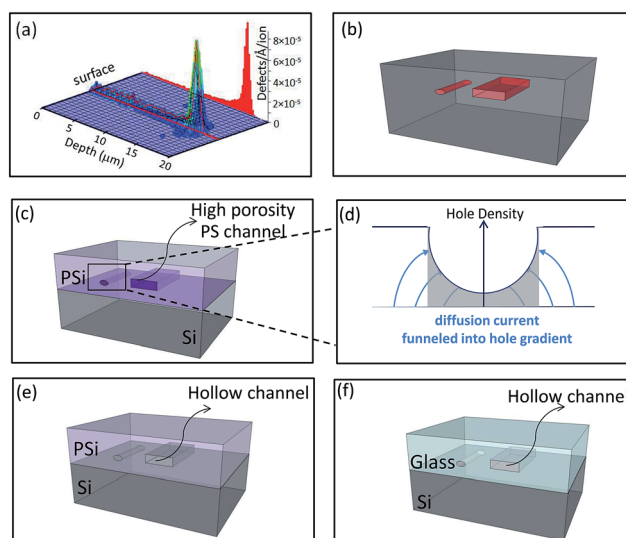 (a)
surface
0
5
10
15
20
Depth (μm)
8×10⁻⁵
6×10⁻⁵
4×10⁻⁵
2×10⁻⁵
0
Defects/Å/ion
(b)
(c)
High porosity
PS channel
PSi
Si
(d)
Hole Density
diffusion current
funneled into hole gradient
(e)
Hollow channel
PSi
Si
(f)
Hollow channel
Glass
Si